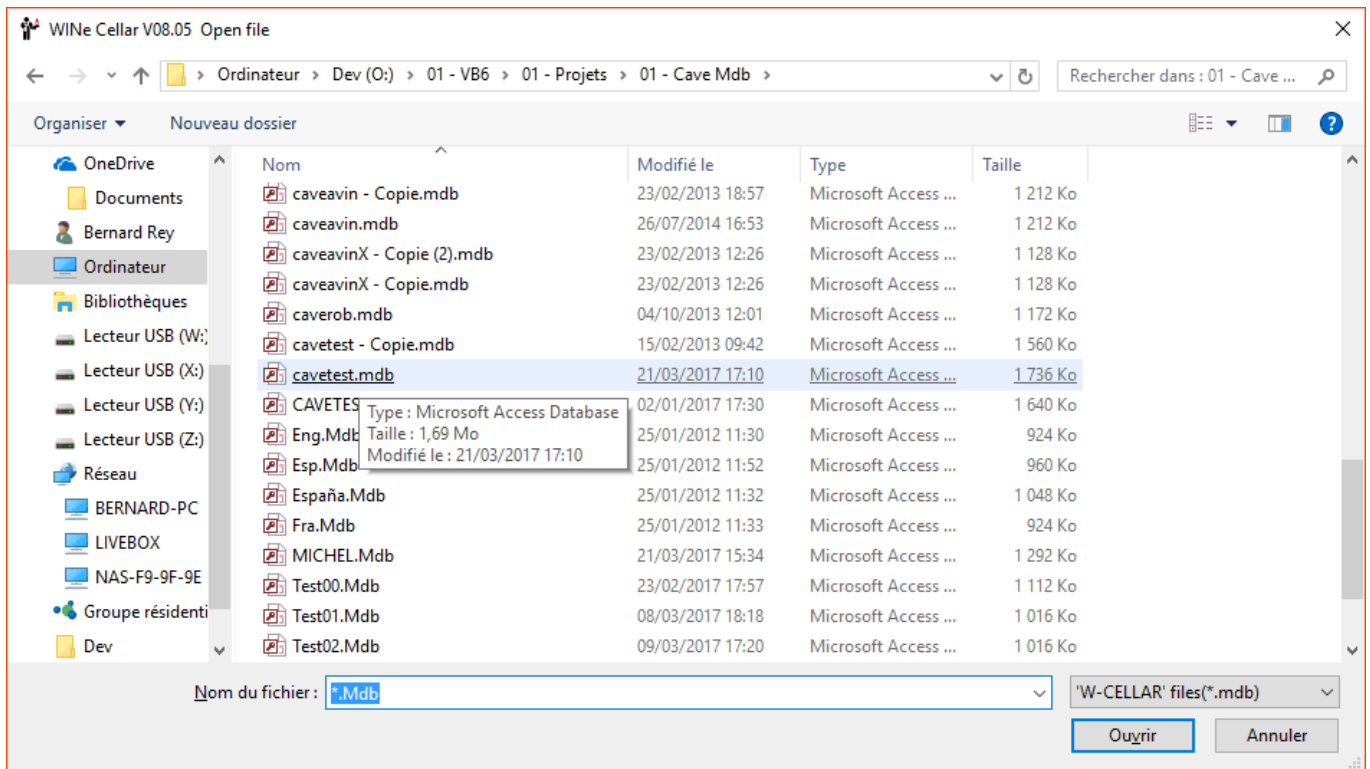 WINe Cellar V08.05 Open file
Ordinateur > Dev (O:) > 01 - VB6 > 01 - Projets > 01 - Cave Mdb >
Rechercher dans : 01 - Cave ...
Organiser
Nouveau dossier
OneDrive
Documents
Bernard Rey
Ordinateur
Bibliothèques
Lecteur USB (W:)
Lecteur USB (X:)
Lecteur USB (Y:)
Lecteur USB (Z:)
Réseau
BERNARD-PC
LIVEBOX
NAS-F9-9F-9E
Groupe résidenti
Dev
Nom Modifié le Type Taille
caveavin - Copie.mdb 23/02/2013 18:57 Microsoft Access ... 1 212 Ko
caveavin.mdb 26/07/2014 16:53 Microsoft Access ... 1 212 Ko
caveavinX - Copie (2).mdb 23/02/2013 12:26 Microsoft Access ... 1 128 Ko
caveavinX - Copie.mdb 23/02/2013 12:26 Microsoft Access ... 1 128 Ko
caverob.mdb 04/10/2013 12:01 Microsoft Access ... 1 172 Ko
cavetest - Copie.mdb 15/02/2013 09:42 Microsoft Access ... 1 560 Ko
cavetest.mdb 21/03/2017 17:10 Microsoft Access ... 1 736 Ko
CAVETES 02/01/2017 17:30 Microsoft Access ... 1 640 Ko
Eng.Mdb 25/01/2012 11:30 Microsoft Access ... 924 Ko
Esp.Mdb 25/01/2012 11:52 Microsoft Access ... 960 Ko
España.Mdb 25/01/2012 11:32 Microsoft Access ... 1 048 Ko
Fra.Mdb 25/01/2012 11:33 Microsoft Access ... 924 Ko
MICHEL.Mdb 21/03/2017 15:34 Microsoft Access ... 1 292 Ko
Test00.Mdb 23/02/2017 17:57 Microsoft Access ... 1 112 Ko
Test01.Mdb 08/03/2017 18:18 Microsoft Access ... 1 016 Ko
Test02.Mdb 09/03/2017 17:20 Microsoft Access ... 1 016 Ko
Type : Microsoft Access Database
Taille : 1,69 Mo
Modifié le : 21/03/2017 17:10
Nom du fichier : *.Mdb
'W-CELLAR' files(*.mdb)
Ouvrir
Annuler